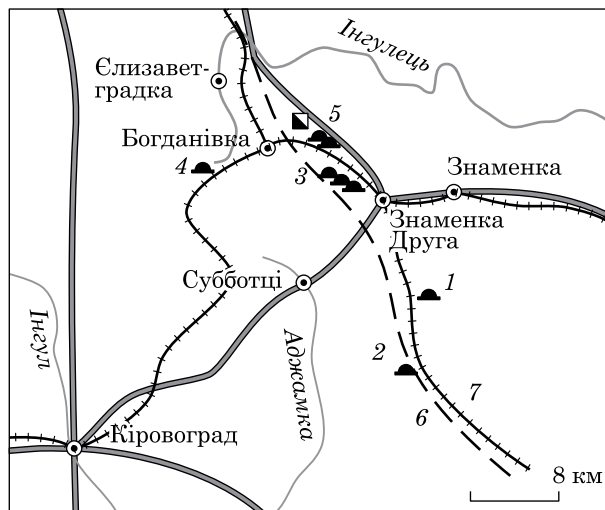 Інгулець
Єлизавет-
градка
5
Богданівка
4
3
Знаменка
Знаменка
Друга
Субботці
1
Інгул
Аджамка
2
7
6
Кіровоград
8 км